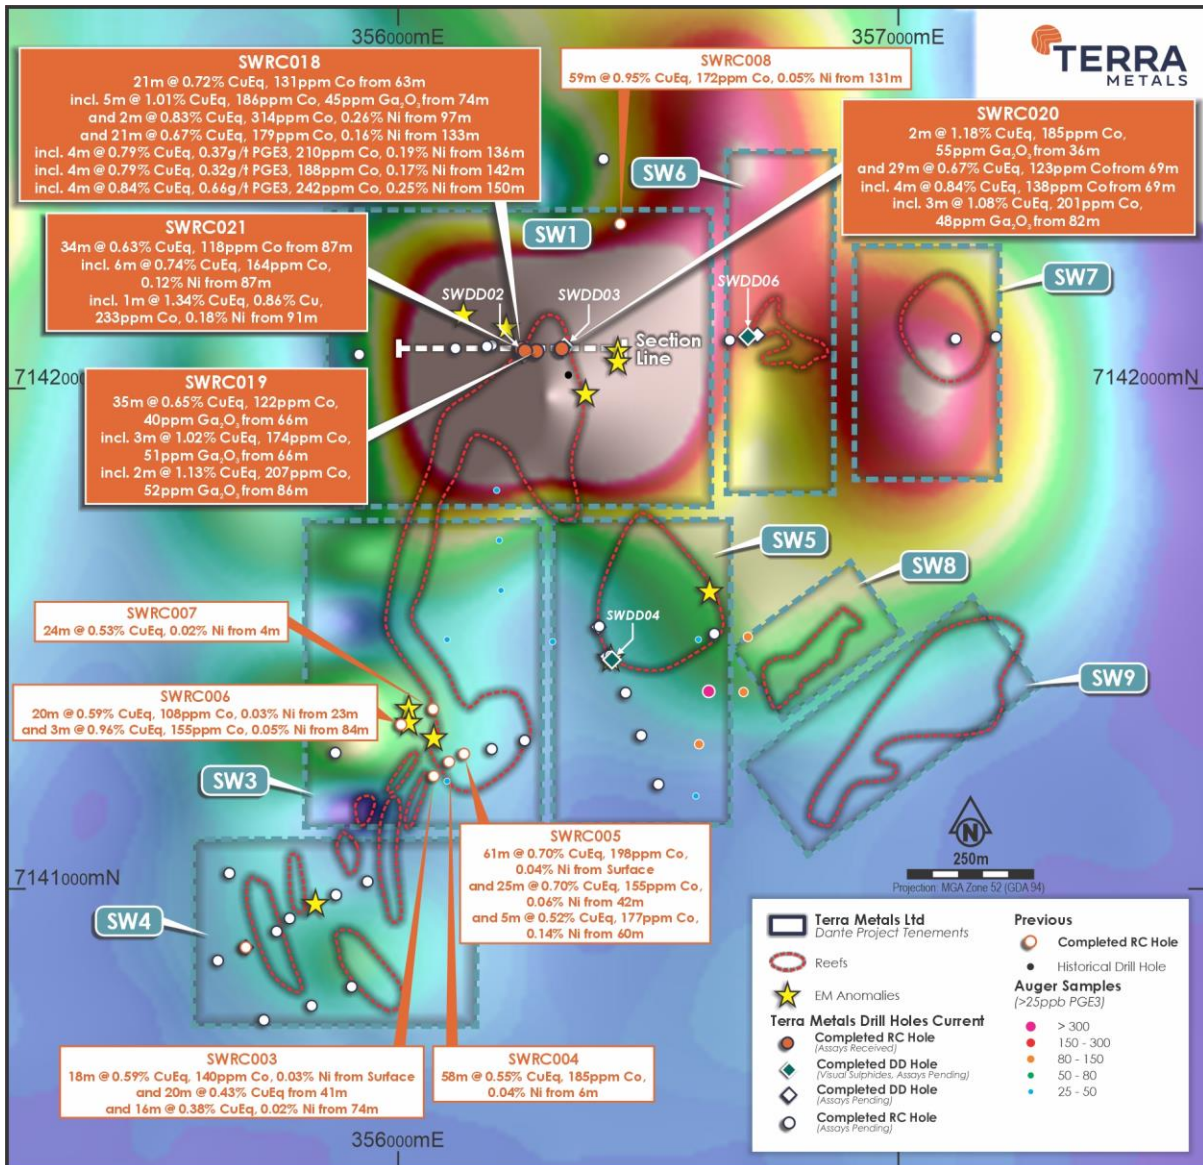 356000mE
357000mE
TERRA
METALS
SWRC018
21m @ 0.72% CuEq, 131ppm Co from 63m
incl. 5m @ 1.01% CuEq, 186ppm Co, 45ppm Ga₂O₃ from 74m
and 2m @ 0.83% CuEq, 314ppm Co, 0.26% Ni from 97m
and 21m @ 0.67% CuEq, 179ppm Co, 0.16% Ni from 133m
incl. 4m @ 0.79% CuEq, 0.37g/t PGE3, 210ppm Co, 0.19% Ni from 136m
incl. 4m @ 0.79% CuEq, 0.32g/t PGE3, 188ppm Co, 0.17% Ni from 142m
incl. 4m @ 0.84% CuEq, 0.66g/t PGE3, 242ppm Co, 0.25% Ni from 150m
SWRC008
59m @ 0.95% CuEq, 172ppm Co, 0.05% Ni from 131m
SWRC020
2m @ 1.18% CuEq, 185ppm Co,
55ppm Ga₂O₃ from 36m
and 29m @ 0.67% CuEq, 123ppm Co from 69m
incl. 4m @ 0.84% CuEq, 138ppm Co from 69m
incl. 3m @ 1.08% CuEq, 201ppm Co,
48ppm Ga₂O₃ from 82m
SW6
SW1
SW7
SWRC021
34m @ 0.63% CuEq, 118ppm Co from 87m
incl. 6m @ 0.74% CuEq, 164ppm Co,
0.12% Ni from 87m
incl. 1m @ 1.34% CuEq, 0.86% Cu,
233ppm Co, 0.18% Ni from 91m
SWDD02
SWDD03
SWDD06
Section
Line
7142000mN
7142000mN
SWRC019
35m @ 0.65% CuEq, 122ppm Co,
40ppm Ga₂O₃ from 66m
incl. 3m @ 1.02% CuEq, 174ppm Co,
51ppm Ga₂O₃ from 66m
incl. 2m @ 1.13% CuEq, 207ppm Co,
52ppm Ga₂O₃ from 86m
SW5
SW8
SWDD04
SWRC007
24m @ 0.53% CuEq, 0.02% Ni from 4m
SW9
SWRC006
20m @ 0.59% CuEq, 108ppm Co, 0.03% Ni from 23m
and 3m @ 0.96% CuEq, 155ppm Co, 0.05% Ni from 84m
SW3
SWRC005
61m @ 0.70% CuEq, 198ppm Co,
0.04% Ni from Surface
and 25m @ 0.70% CuEq, 155ppm Co,
0.06% Ni from 42m
and 5m @ 0.52% CuEq, 177ppm Co,
0.14% Ni from 60m
N
250m
Projection: MGA Zone 52 (GDA 94)
7141000mN
SW4
SWRC003
18m @ 0.59% CuEq, 140ppm Co, 0.03% Ni from Surface
and 20m @ 0.43% CuEq from 41m
and 16m @ 0.38% CuEq, 0.02% Ni from 74m
SWRC004
58m @ 0.55% CuEq, 185ppm Co,
0.04% Ni from 6m
356000mE
Terra Metals Ltd
Dante Project Tenements
Reefs
EM Anomalies
Terra Metals Drill Holes Current
Completed RC Hole
(Assays Received)
Completed DD Hole
(Visual Sulphides, Assays Pending)
Completed DD Hole
(Assays Pending)
Completed RC Hole
(Assays Pending)
Previous
Completed RC Hole
Historical Drill Hole
Auger Samples
(>25ppb PGE3)
> 300
150 - 300
80 - 150
50 - 80
25 - 50